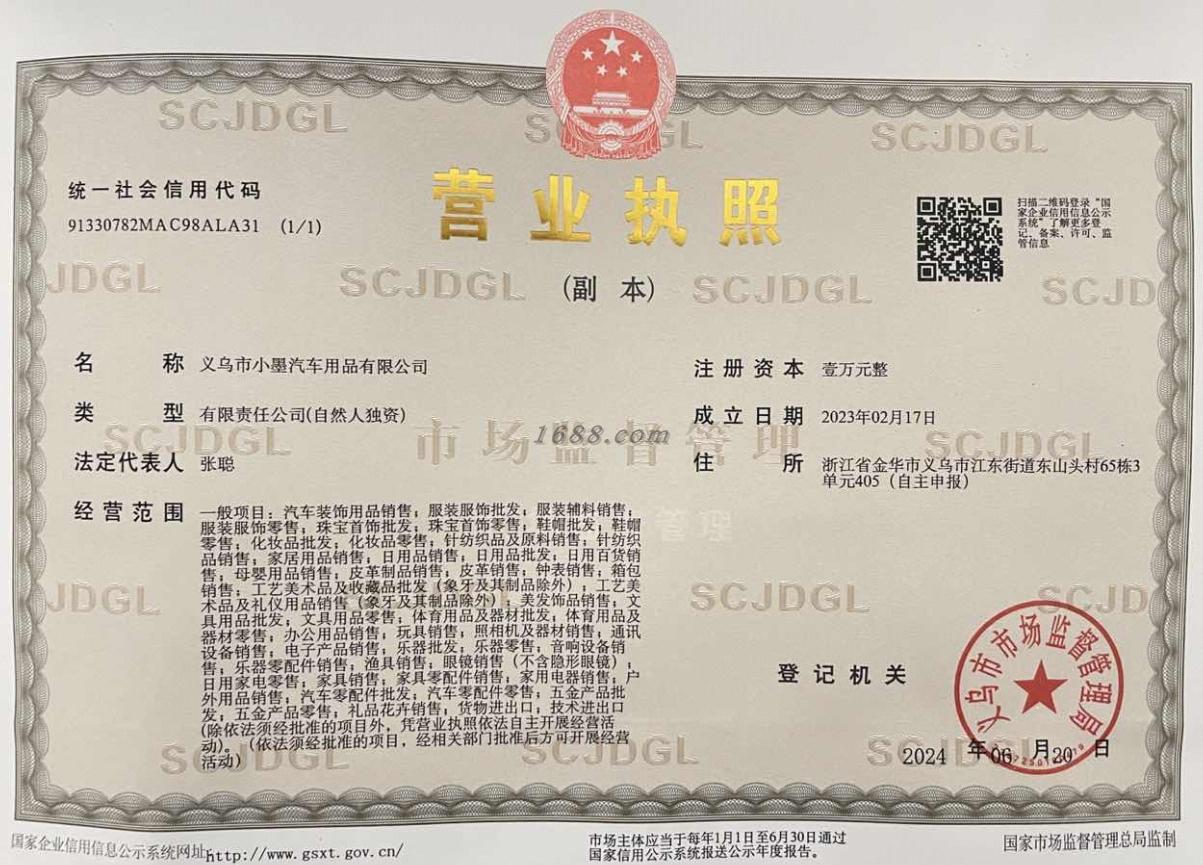 统一社会信用代码
91330782MAC98ALA31 (1/1)
营业执照
(副 本)
扫描二维码登录“国
家企业信用信息公示
系统”了解更多登
记、备案、许可、监
管信息
名 称 义乌市小墨汽车用品有限公司
类 型 有限责任公司(自然人独资)
法定代表人 张聪
经营范围 一般项目：汽车装饰用品销售；服装服饰批发；服装辅料销售；
服装服饰零售；珠宝首饰批发；珠宝首饰零售；鞋帽批发；鞋帽
零售；化妆品批发；化妆品零售；针纺织品及原料销售；针纺织
品销售；家居用品销售；日用品销售；日用品批发；日用百货销
售；母婴用品销售；皮革制品销售；皮革销售；钟表销售；箱包
销售；工艺美术品及收藏品批发（象牙及其制品除外）；工艺美
术品及礼仪用品销售（象牙及其制品除外）；美发饰品销售；文
具用品批发；文具用品零售；体育用品及器材批发；体育用品及
器材零售；办公用品销售；玩具销售；照相机及器材销售；通讯
设备销售；电子产品销售；乐器批发；乐器零售；音响设备销
售；乐器零配件销售；渔具销售；眼镜销售（不含隐形眼镜）；
日用家电零售；家具销售；家具零配件销售；家用电器销售；户
外用品销售；汽车零配件批发；汽车零配件零售；五金产品批
发；五金产品零售；礼品花卉销售；货物进出口；技术进出口
(除依法须经批准的项目外，凭营业执照依法自主开展经营活
动)。（依法须经批准的项目，经相关部门批准后方可开展经营
活动)
注册资本 壹万元整
成立日期 2023年02月17日
住 所 浙江省金华市义乌市江东街道东山头村65栋3
单元405（自主申报）
1688.com
市场监督管理
SCJDGL
登记机关
义乌市市场监督管理局
2024 年 06 月 20 日
国家企业信用信息公示系统网址:http://www.gsxt.gov.cn/
市场主体应当于每年1月1日至6月30日通过
国家信用公示系统报送公示年度报告。
国家市场监督管理总局监制